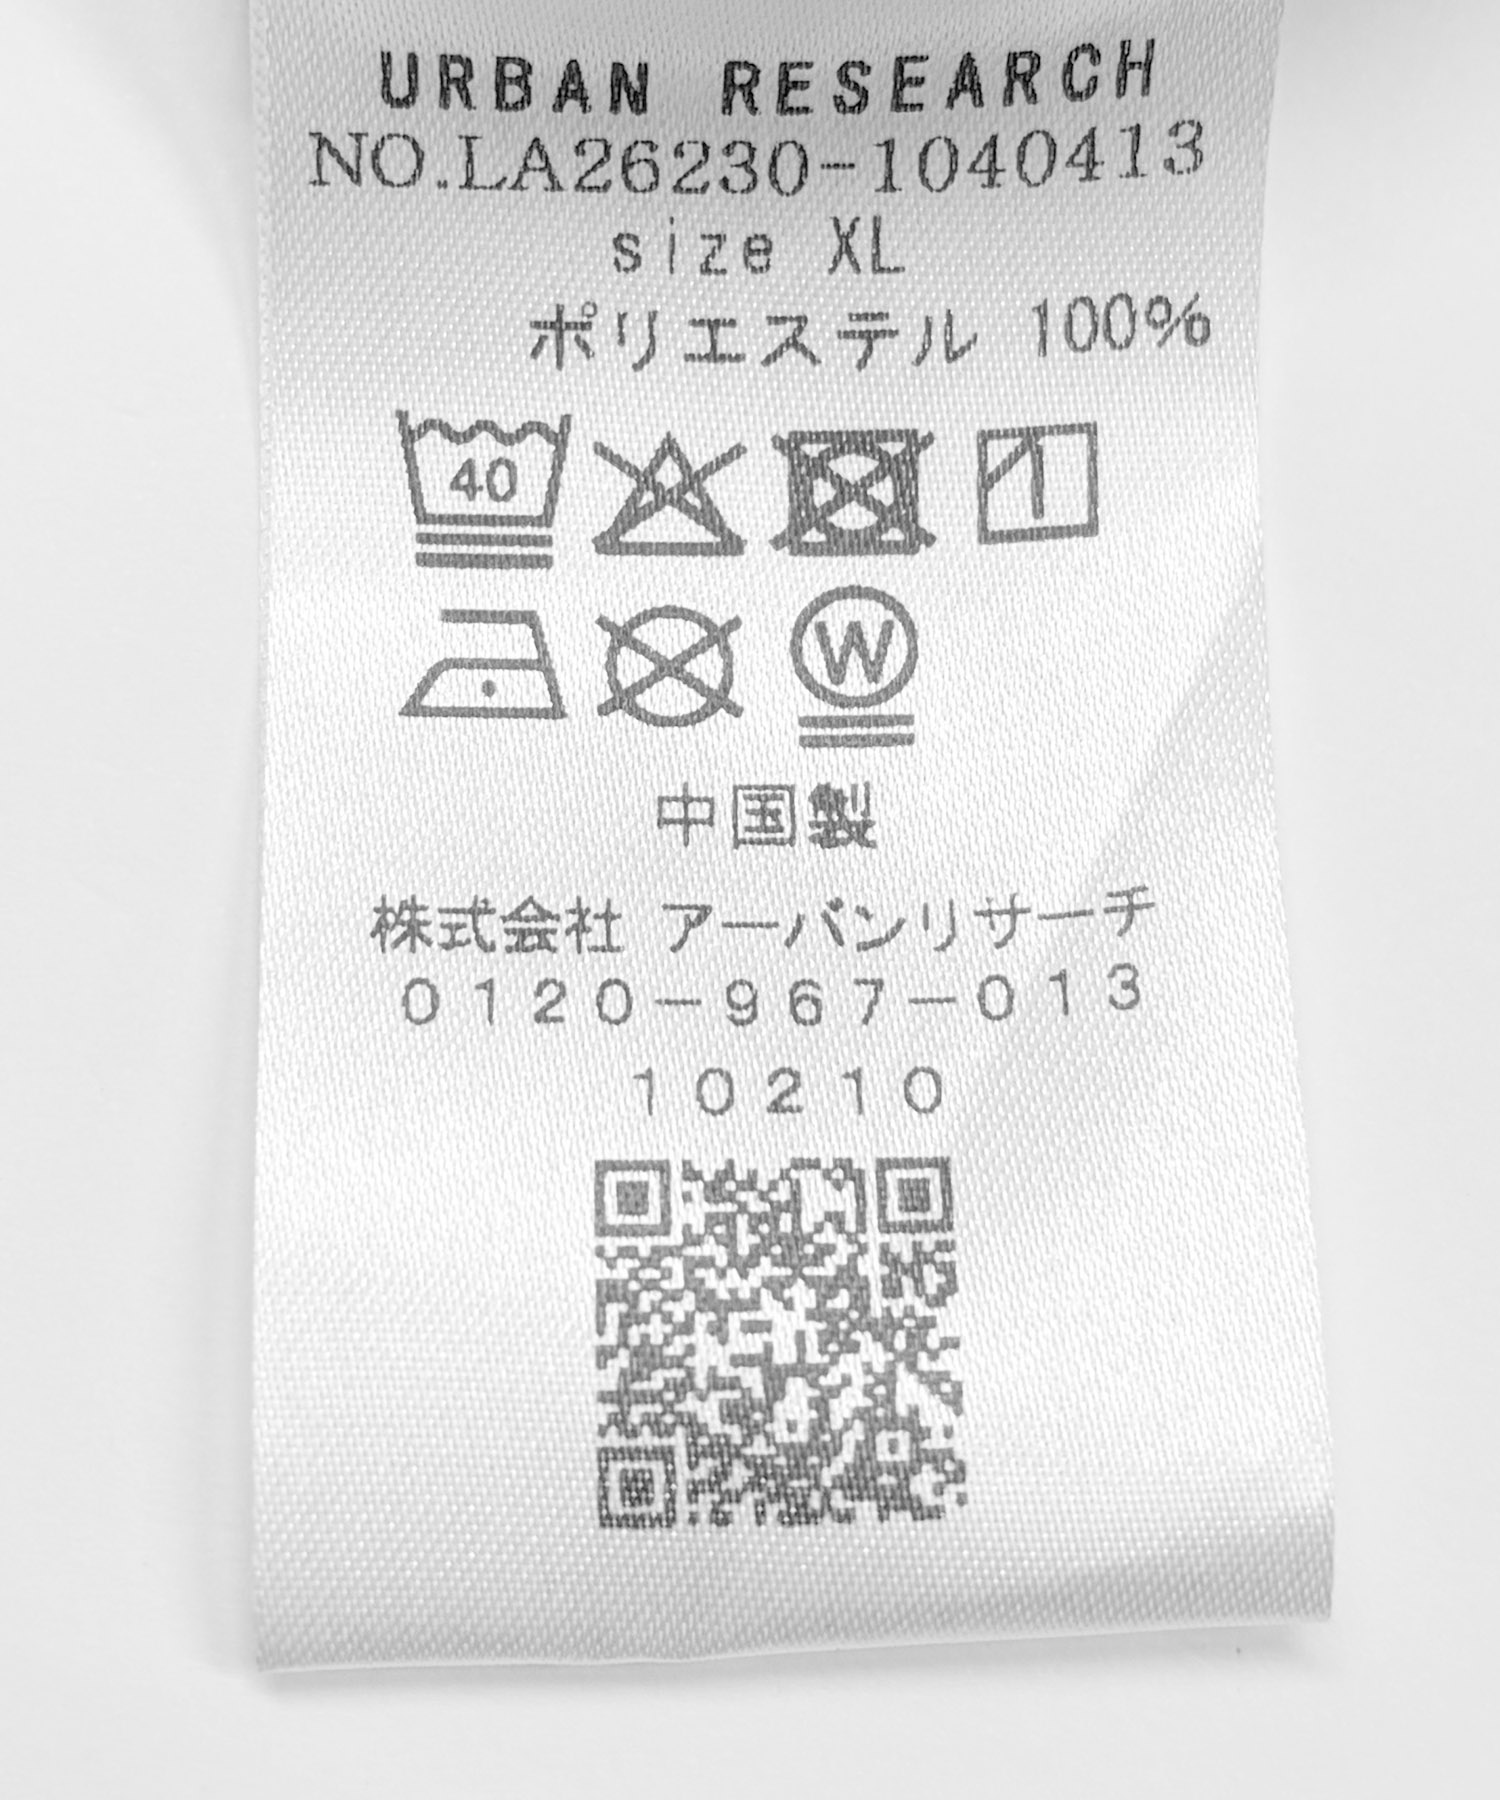 URBAN RESEARCH
NO.LA26230-1040413
size XL
ポリエステル 100%
40
W
中国製
株式会社 アーバンリサーチ
0120-967-013
10210